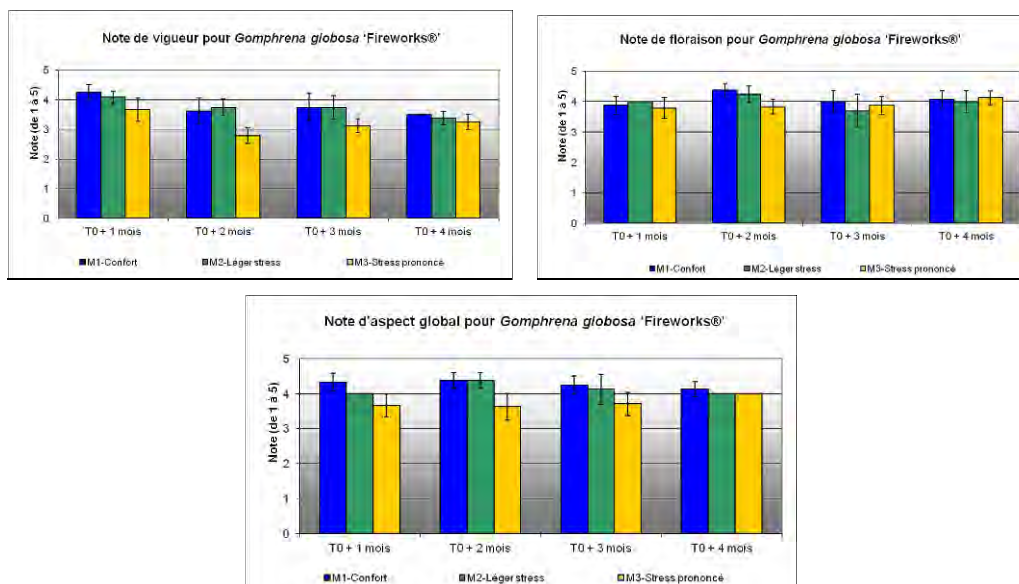 Note de vigueur pour Gomphrena globosa 'Fireworks®'
Note (de 1 à 5)
5
4
3
2
1
0
T0 + 1 mois
T0 + 2 mois
T0 + 3 mois
T0 + 4 mois
M1-Confort
M2-Léger stress
M3-Stress prononcé
Note de floraison pour Gomphrena globosa 'Fireworks®'
Note (de 1 à 5)
5
4
3
2
1
0
T0 + 1 mois
T0 + 2 mois
T0 + 3 mois
T0 + 4 mois
M1-Confort
M2-Léger stress
M3-Stress prononcé
Note d'aspect global pour Gomphrena globosa 'Fireworks®'
Note (de 1 à 5)
5
4
3
2
1
0
T0 + 1 mois
T0 + 2 mois
T0 + 3 mois
T0 + 4 mois
M1-Confort
M2-Léger stress
M3-Stress prononcé